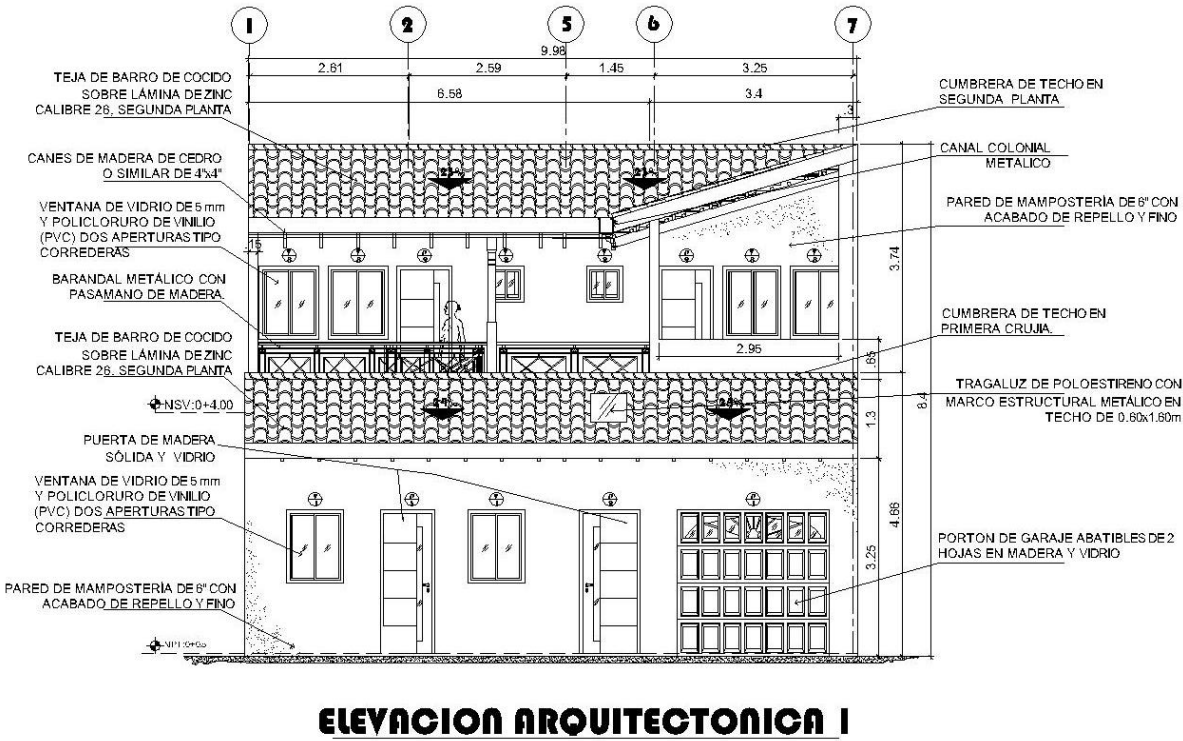 1 2 5 6 7
9.98
2.61 2.59 1.45 3.25
6.58 3.4
.3
TEJA DE BARRO DE COCIDO
SOBRE LÁMINA DE ZINC
CALIBRE 26, SEGUNDA PLANTA
CANES DE MADERA DE CEDRO
O SIMILAR DE 4"x4"
VENTANA DE VIDRIO DE 5 mm
Y POLICLORURO DE VINILIO
(PVC) DOS APERTURAS TIPO
CORREDERAS
.15
BARANDAL METÁLICO CON
PASAMANO DE MADERA.
TEJA DE BARRO DE COCIDO
SOBRE LÁMINA DE ZINC
CALIBRE 26, SEGUNDA PLANTA
NSV:0+4.00
PUERTA DE MADERA
SÓLIDA Y VIDRIO
VENTANA DE VIDRIO DE 5 mm
Y POLICLORURO DE VINILIO
(PVC) DOS APERTURAS TIPO
CORREDERAS
PARED DE MAMPOSTERÍA DE 6" CON
ACABADO DE REPELLO Y FINO
CUMBRERA DE TECHO EN
SEGUNDA PLANTA
CANAL COLONIAL
METALICO
PARED DE MAMPOSTERÍA DE 6" CON
ACABADO DE REPELLO Y FINO
3.74
CUMBRERA DE TECHO EN
PRIMERA CRUJIA.
2.95
.65
TRAGALUZ DE POLOESTIRENO CON
MARCO ESTRUCTURAL METÁLICO EN
TECHO DE 0.60x1.60m
8.4
1.3
4.66
3.25
PORTON DE GARAJE ABATIBLES DE 2
HOJAS EN MADERA Y VIDRIO
ELEVACION ARQUITECTONICA I